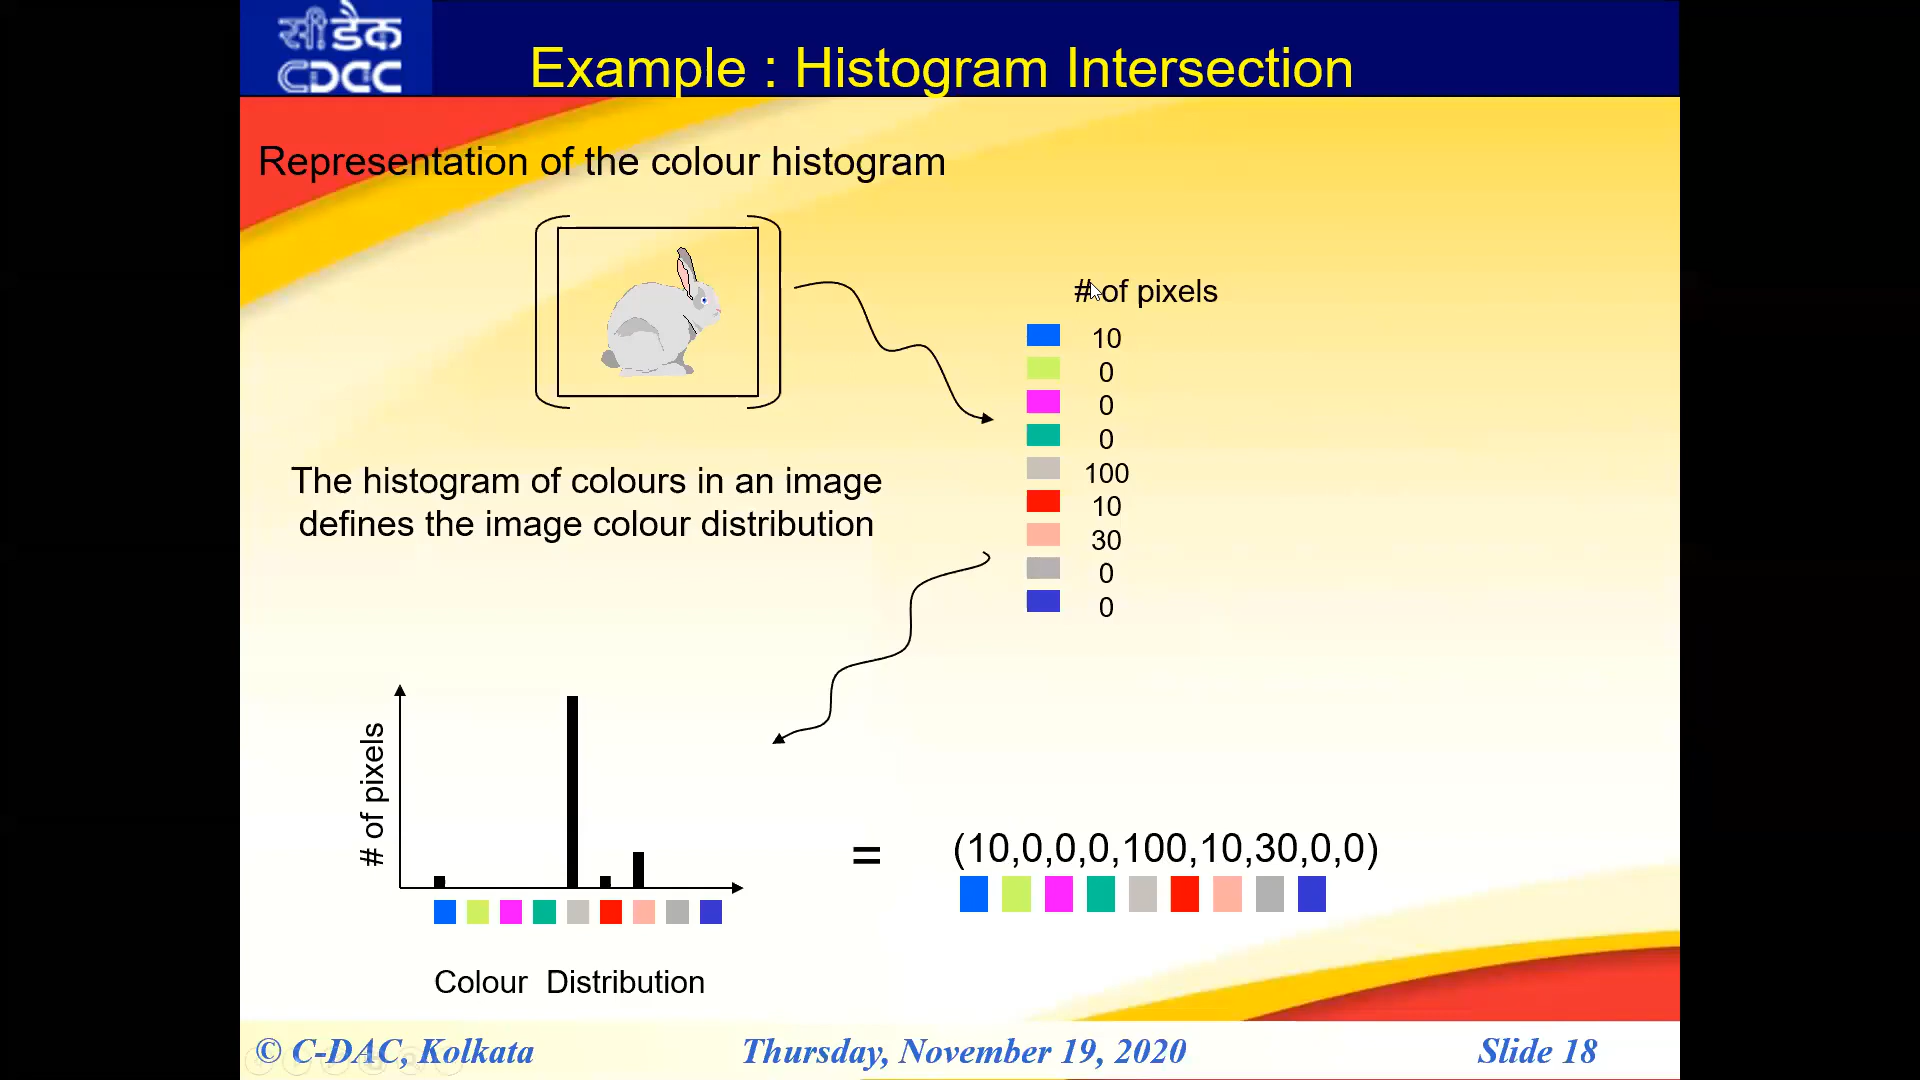 सीडैक
CDAC
Example : Histogram Intersection
Representation of the colour histogram
# of pixels
10
0
0
0
100
10
30
0
0
The histogram of colours in an image
defines the image colour distribution
# of pixels
= (10,0,0,0,100,10,30,0,0)
Colour Distribution
© C-DAC, Kolkata Thursday, November 19, 2020 Slide 18